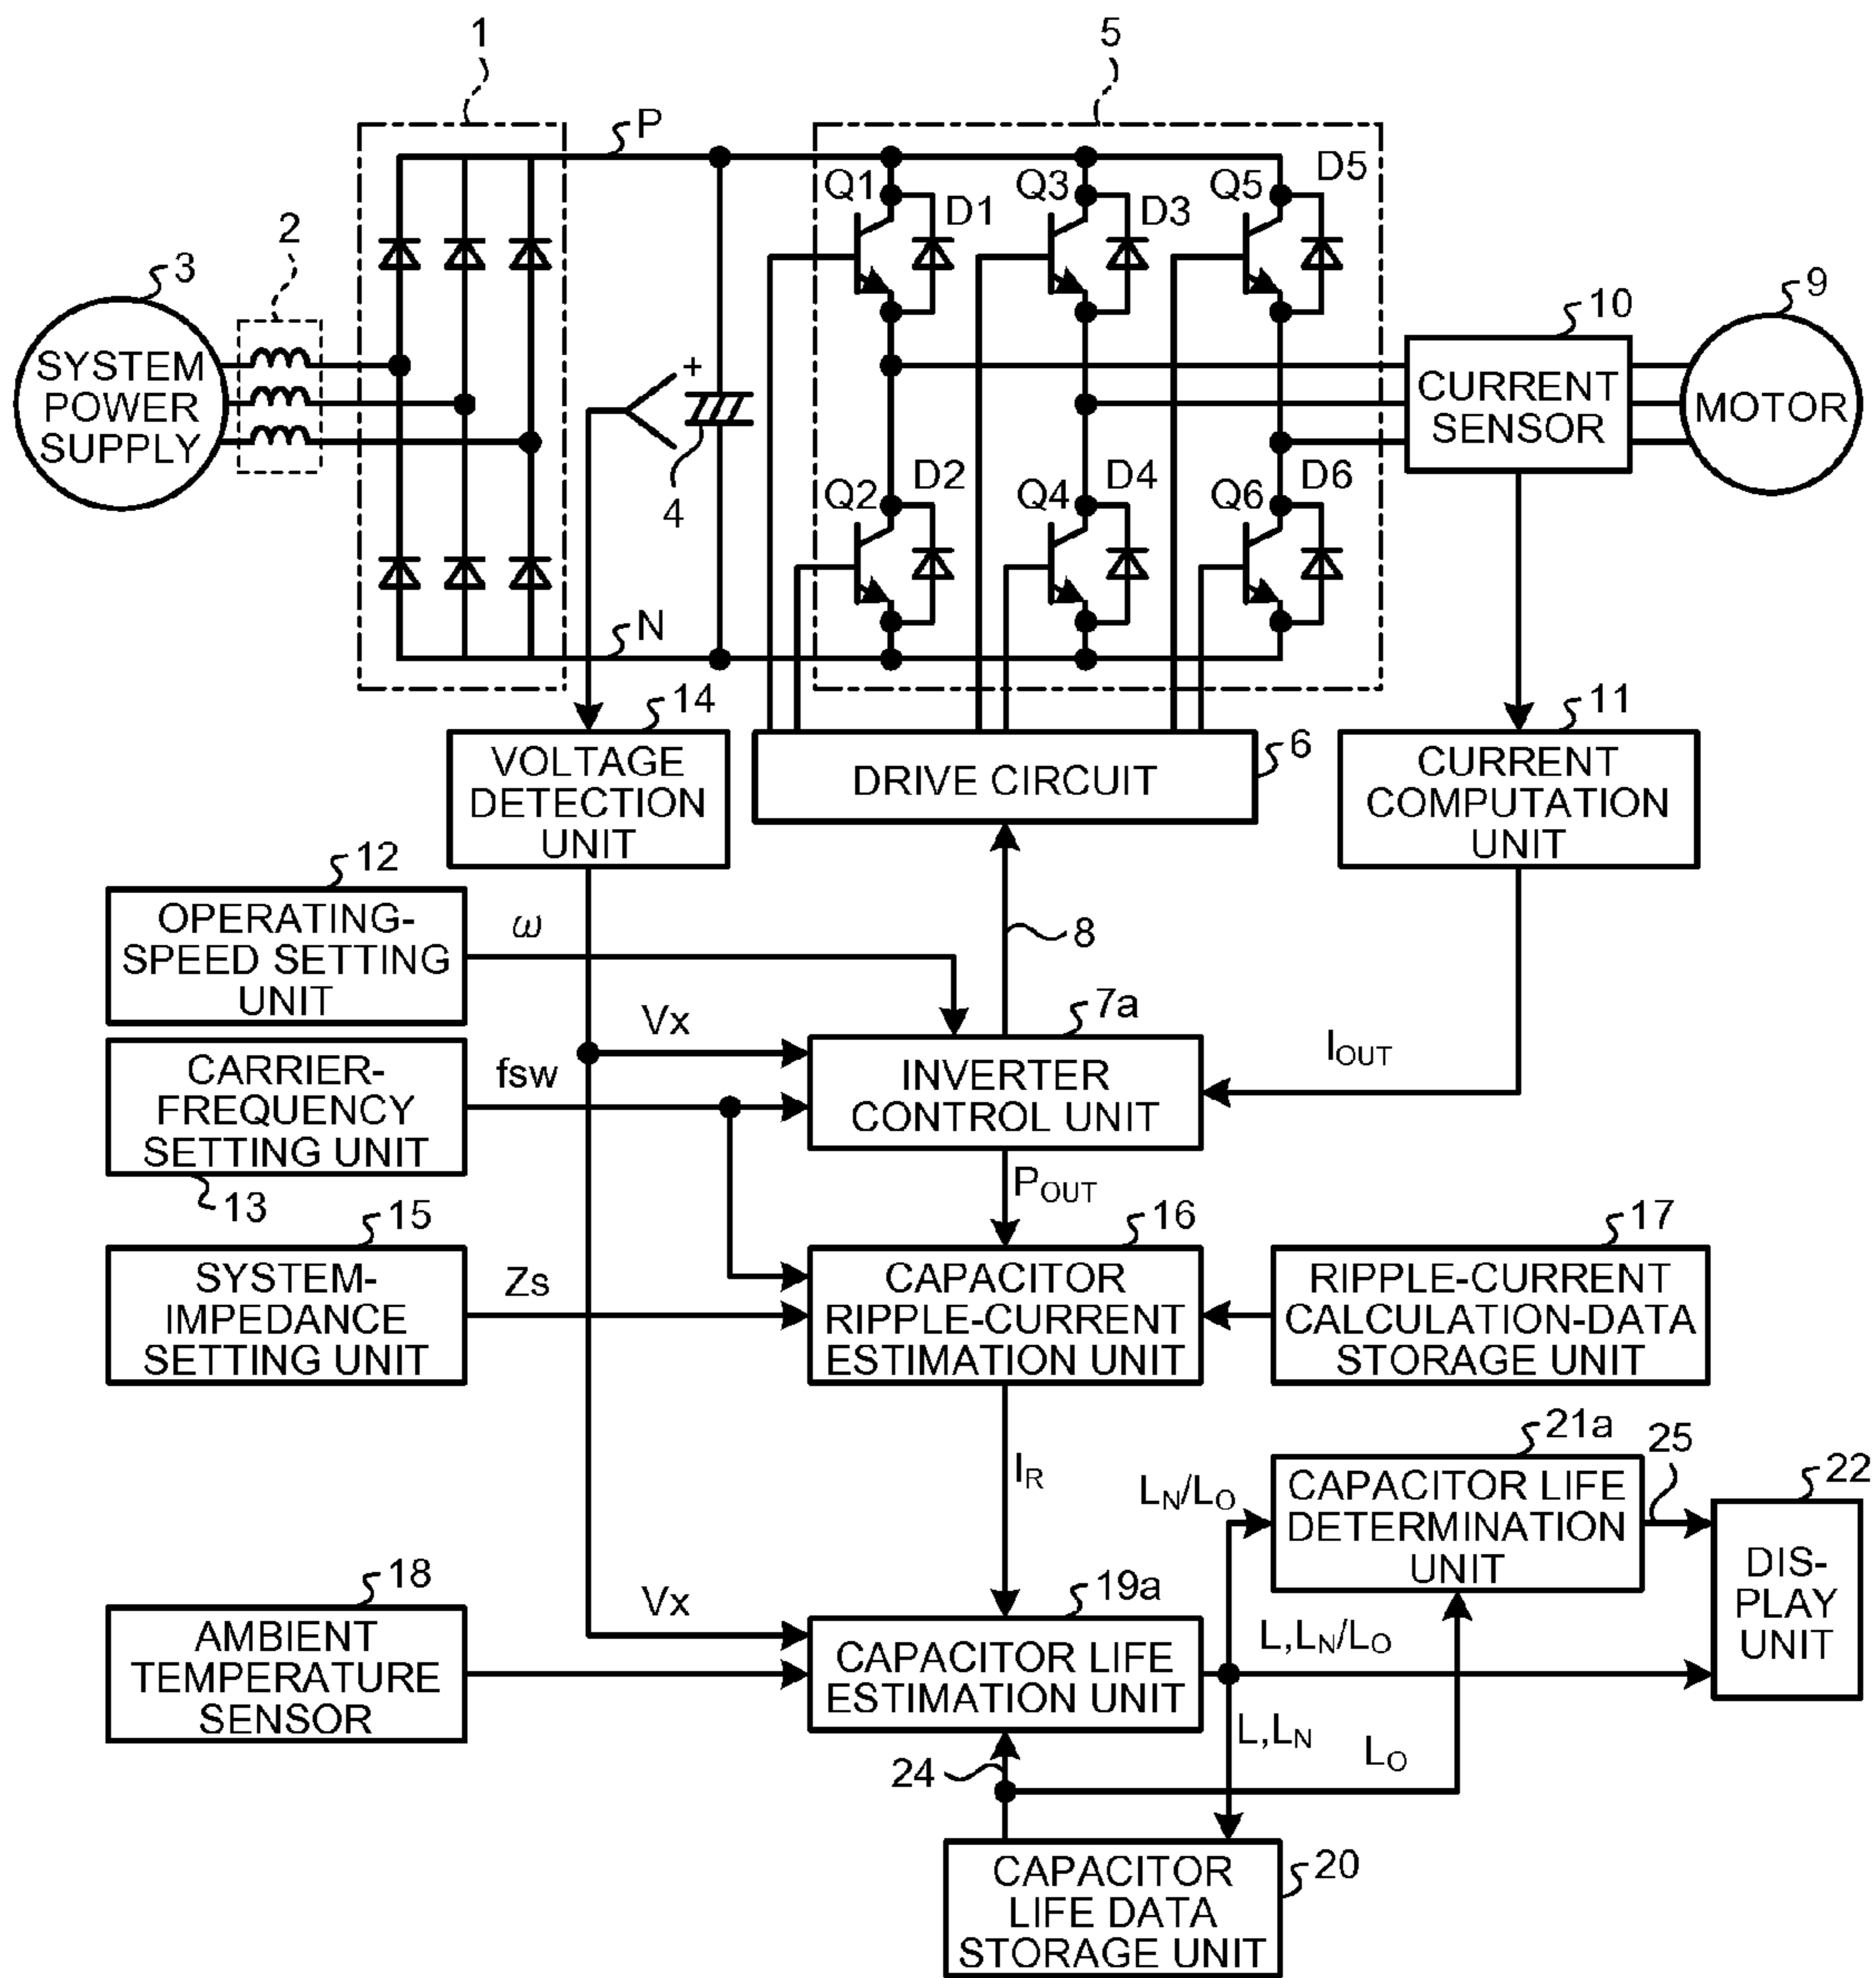 1
5
P
Q1
D1
Q3
D3
Q5
D5
2
3
10
9
SYSTEM
POWER
SUPPLY
+
4
CURRENT
SENSOR
MOTOR
Q2
D2
Q4
D4
Q6
D6
N
14
6
11
VOLTAGE
DETECTION
UNIT
DRIVE CIRCUIT
CURRENT
COMPUTATION
UNIT
12
OPERATING-
SPEED SETTING
UNIT
ω
8
Vx
7a
IOUT
CARRIER-
FREQUENCY
SETTING UNIT
fsw
INVERTER
CONTROL UNIT
13
POUT
15
16
17
SYSTEM-
IMPEDANCE
SETTING UNIT
Zs
CAPACITOR
RIPPLE-CURRENT
ESTIMATION UNIT
RIPPLE-CURRENT
CALCULATION-DATA
STORAGE UNIT
IR
21a
25
22
LN/LO
CAPACITOR LIFE
DETERMINATION
UNIT
DIS-
PLAY
UNIT
18
Vx
19a
AMBIENT
TEMPERATURE
SENSOR
CAPACITOR LIFE
ESTIMATION UNIT
L,LN/LO
L,LN
LO
24
20
CAPACITOR
LIFE DATA
STORAGE UNIT